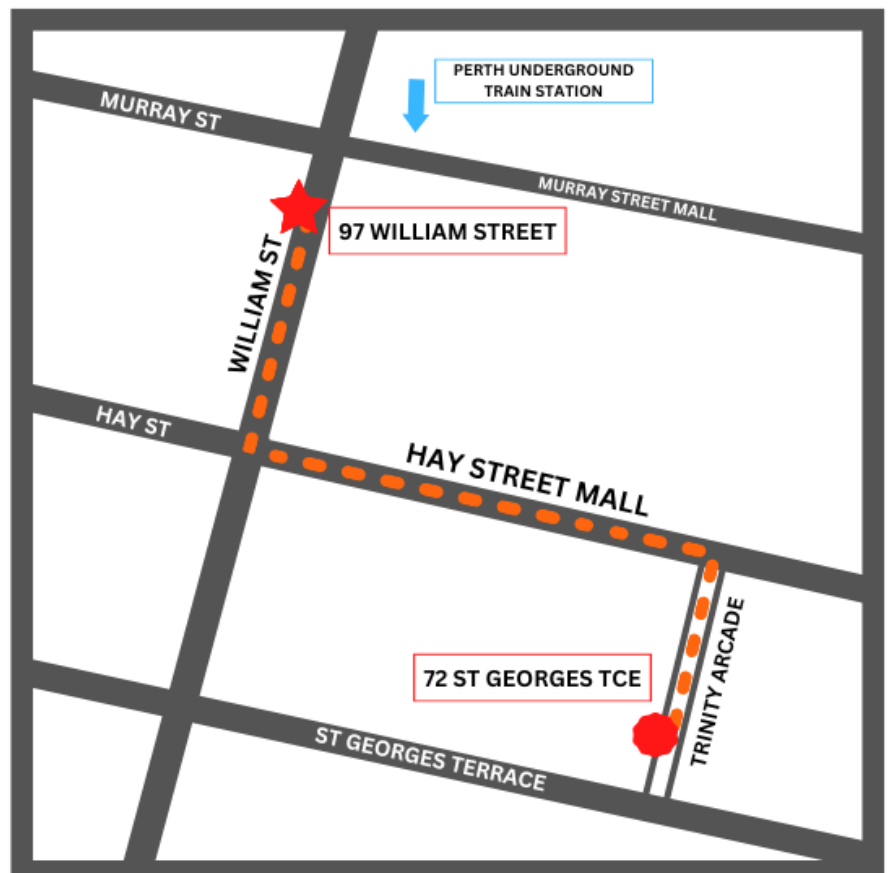 PERTH UNDERGROUND
TRAIN STATION
MURRAY ST
MURRAY STREET MALL
97 WILLIAM STREET
WILLIAM ST
HAY ST
HAY STREET MALL
TRINITY ARCADE
72 ST GEORGES TCE
ST GEORGES TERRACE